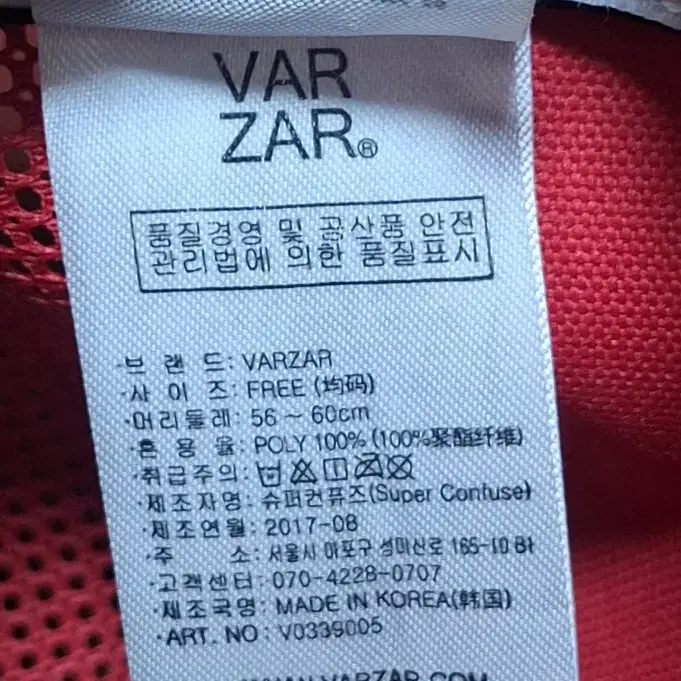 VAR
ZAR®
품질경영 및 공산품 안전
관리법에 의한 품질표시
·브 랜 드: VARZAR
·사 이 즈: FREE (均码)
·머리둘레: 56 ~ 60cm
·혼 용 율: POLY 100% (100%聚酯纤维)
·취급주의:
·제조자명: 슈퍼컨퓨즈(Super Confuse)
·제조연월: 2017-08
·주 소: 서울시 마포구 성미산로 165-10 B1
·고객센터: 070-4228-0707
·제조국명: MADE IN KOREA(韩国)
·ART. NO: V0339005
WWW.VARZAR.COM